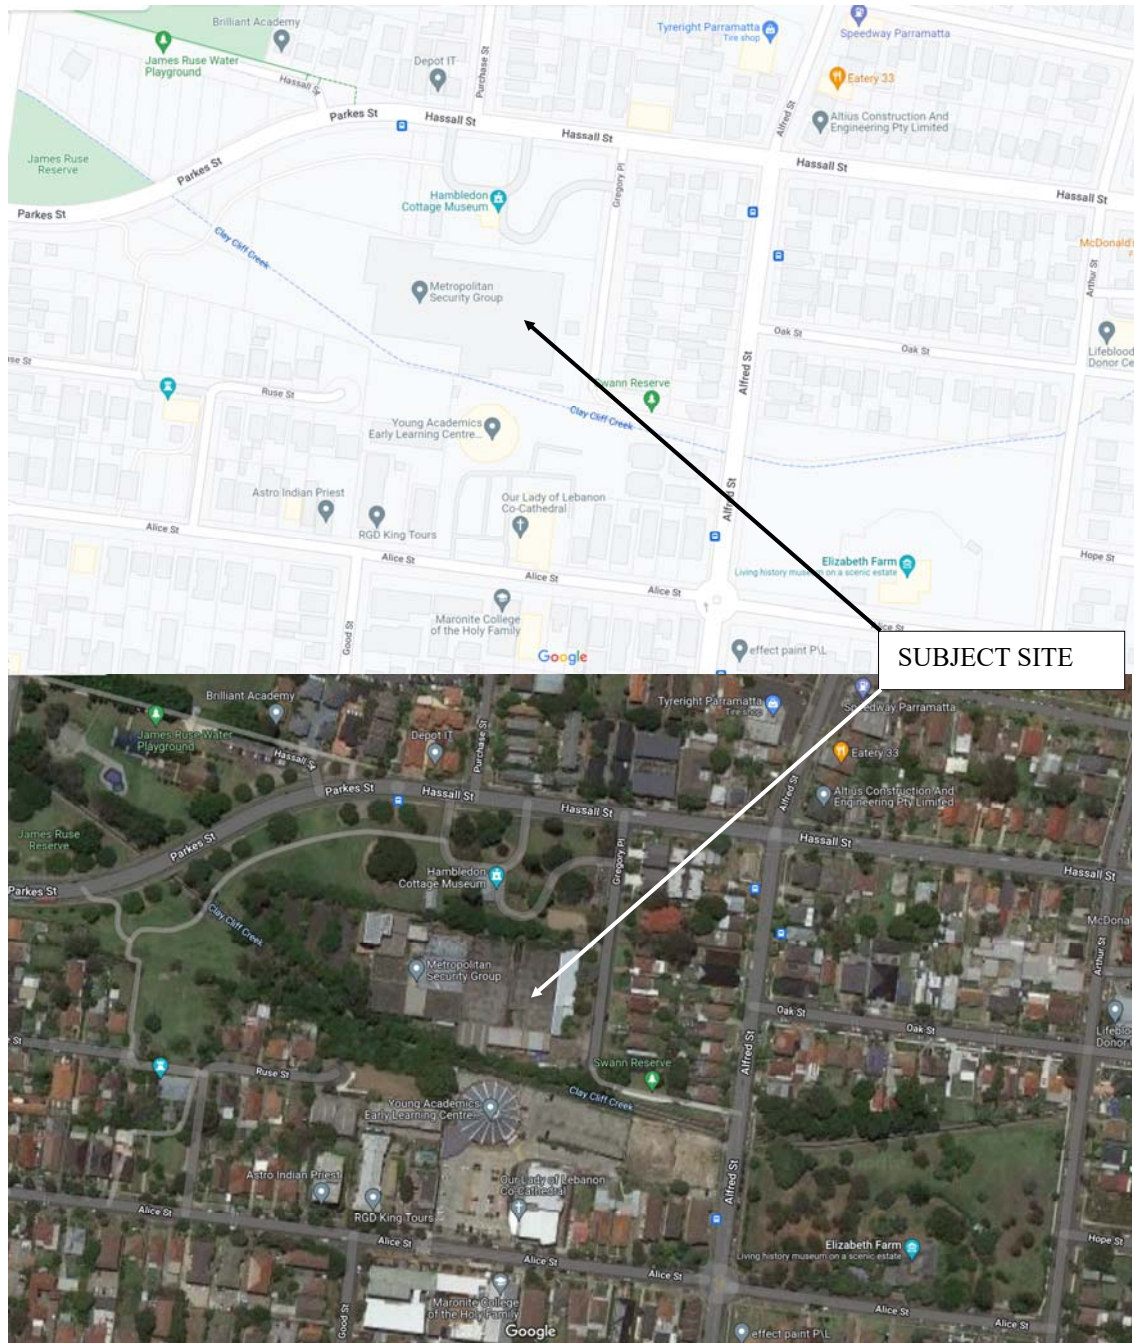 Brilliant Academy
Tyreright Parramatta
Tire shop
Speedway Parramatta
James Ruse Water
Playground
Depot IT
Purchase St
Eatery 33
Hassall St
Parkes St
Hassall St
Hassall St
Alfred St
Altius Construction And
Engineering Pty Limited
Hassall St
Hassall St
James Ruse
Reserve
Parkes St
Parkes St
Hambledon
Cottage Museum
Gregory Pl
Clay Cliff Creek
McDonald's
Arthur St
Metropolitan
Security Group
Oak St
Oak St
Lifeblood
Donor Ce
use St
Ruse St
Alfred St
Swann Reserve
Clay Cliff Creek
Young Academics
Early Learning Centre...
Astro Indian Priest
Our Lady of Lebanon
Co-Cathedral
RGD King Tours
Alfred St
Alice St
Alice St
Alice St
Alice St
Elizabeth Farm
Living history museum on a scenic estate
Hope St
Alice St
Maronite College
of the Holy Family
Good St
Google
effect paint P\L
SUBJECT SITE
Brilliant Academy
Tyreright Parramatta
Tire shop
Speedway Parramatta
James Ruse Water
Playground
Depot IT
Purchase St
Eatery 33
Hassall St
Parkes St
Hassall St
Hassall St
Alfred St
Altius Construction And
Engineering Pty Limited
Hassall St
Hassall St
James Ruse
Reserve
Parkes St
Parkes St
Hambledon
Cottage Museum
Gregory Pl
Clay Cliff Creek
McDona
Arthur St
Metropolitan
Security Group
Oak St
Oak St
Lifeblo
Donor
e St
Ruse St
Alfred St
Swann Reserve
Clay Cliff Creek
Young Academics
Early Learning Centre...
Astro Indian Priest
Our Lady of Lebanon
Co-Cathedral
RGD King Tours
Alfred St
Alice St
Alice St
Alice St
Alice St
Elizabeth Farm
Living history museum on a scenic estate
Hope St
Alice St
Maronite College
of the Holy Family
Good St
Google
effect paint P\L